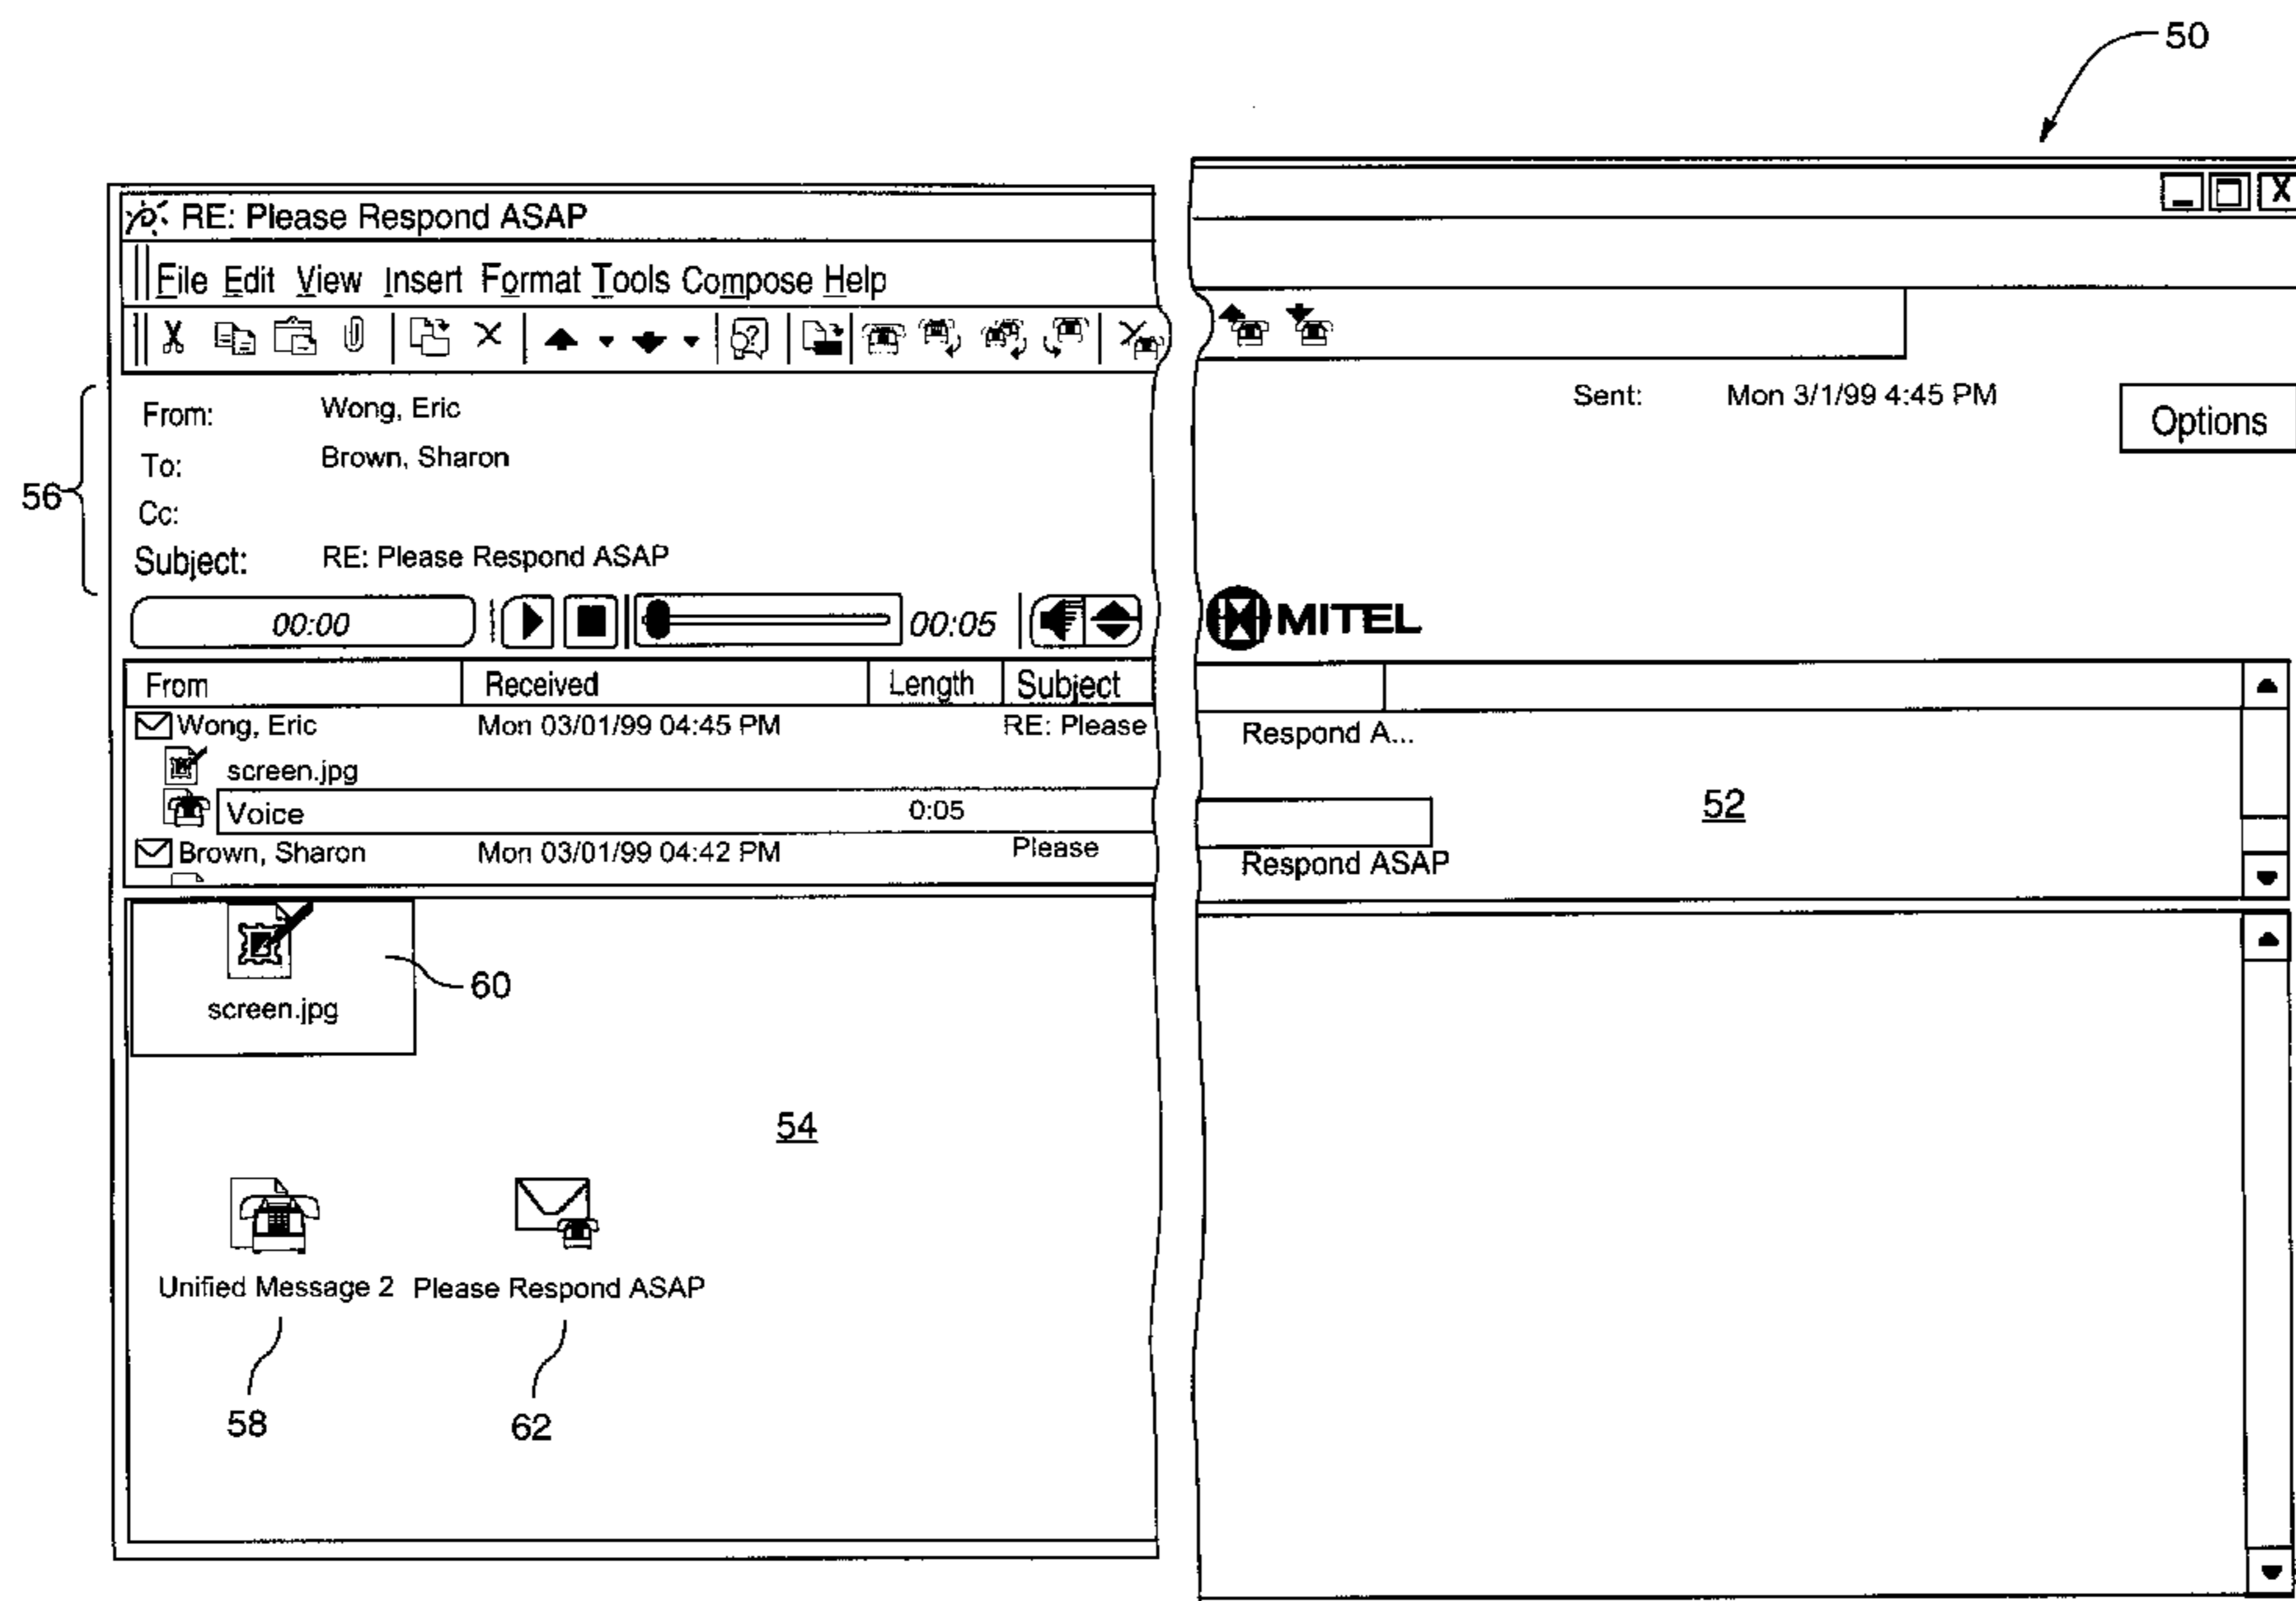 50
RE: Please Respond ASAP
X
File Edit View Insert Format Tools Compose Help
56
From: Wong, Eric
Sent: Mon 3/1/99 4:45 PM
Options
To: Brown, Sharon
Cc:
Subject: RE: Please Respond ASAP
00:00
00:05
MITEL
From Received Length Subject
Wong, Eric Mon 03/01/99 04:45 PM RE: Please Respond A...
screen.jpg
Voice 0:05
52
Brown, Sharon Mon 03/01/99 04:42 PM Please Respond ASAP
60
screen.jpg
54
Unified Message 2 Please Respond ASAP
58 62